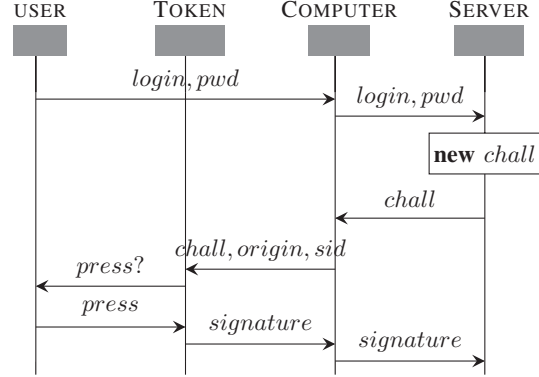 USER TOKEN COMPUTER SERVER
login, pwd
login, pwd
new chall
chall
chall, origin, sid
press?
press
signature
signature